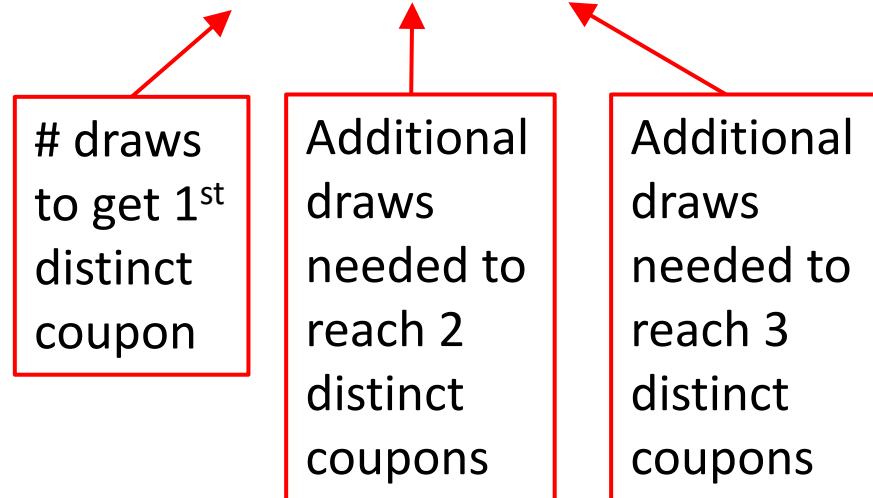 # draws
to get 1st
distinct
coupon
Additional
draws
needed to
reach 2
distinct
coupons
Additional
draws
needed to
reach 3
distinct
coupons